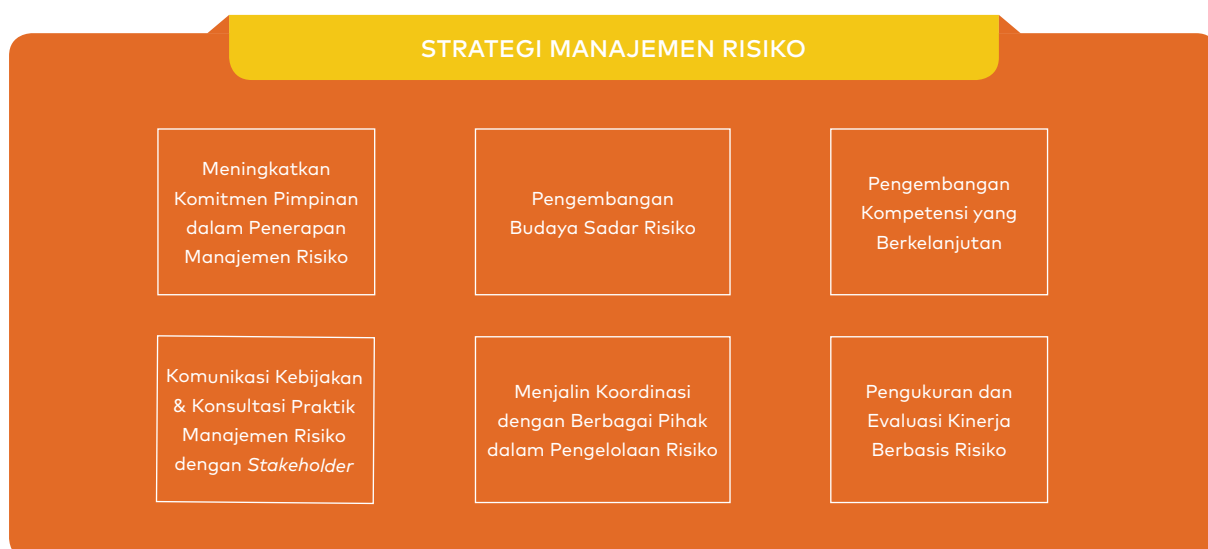 STRATEGI MANAJEMEN RISIKO
Meningkatkan
Komitmen Pimpinan
dalam Penerapan
Manajemen Risiko
Pengembangan
Budaya Sadar Risiko
Pengembangan
Kompetensi yang
Berkelanjutan
Komunikasi Kebijakan
& Konsultasi Praktik
Manajemen Risiko
dengan Stakeholder
Menjalin Koordinasi
dengan Berbagai Pihak
dalam Pengelolaan Risiko
Pengukuran dan
Evaluasi Kinerja
Berbasis Risiko